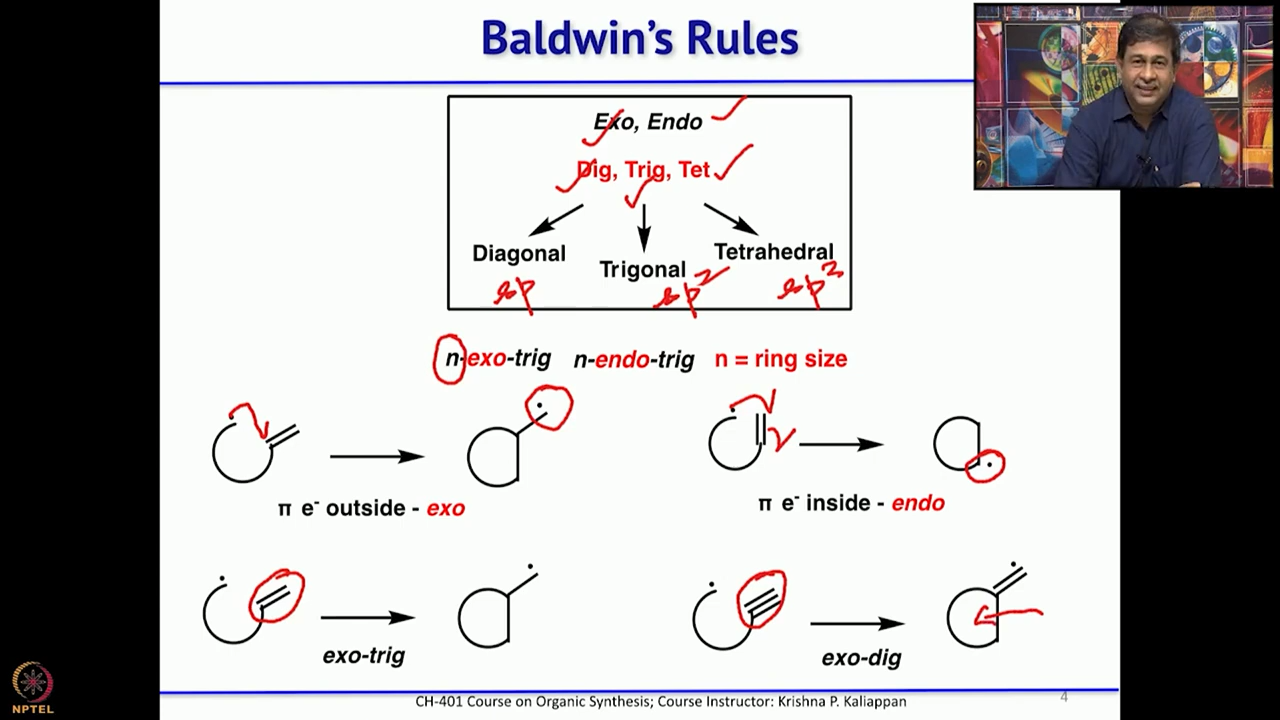 Baldwin's Rules
Exo, Endo
Dig, Trig, Tet
Diagonal
Trigonal
Tetrahedral
sp
sp²
sp³
n-exo-trig n-endo-trig n = ring size
π e⁻ outside - exo
π e⁻ inside - endo
exo-trig
exo-dig
CH-401 Course on Organic Synthesis; Course Instructor: Krishna P. Kaliappan
4
NPTEL